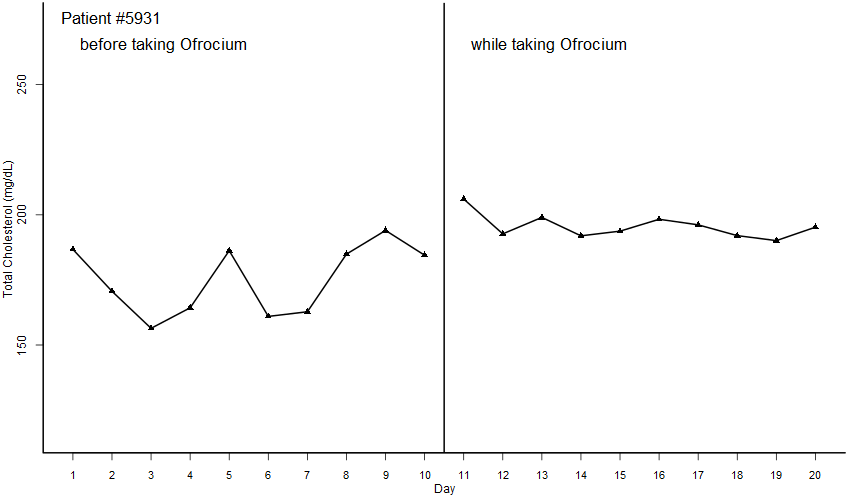 Patient #5931
before taking Ofrocium
while taking Ofrocium
Total Cholesterol (mg/dL)
250
200
150
1 2 3 4 5 6 7 8 9 10 11 12 13 14 15 16 17 18 19 20
Day